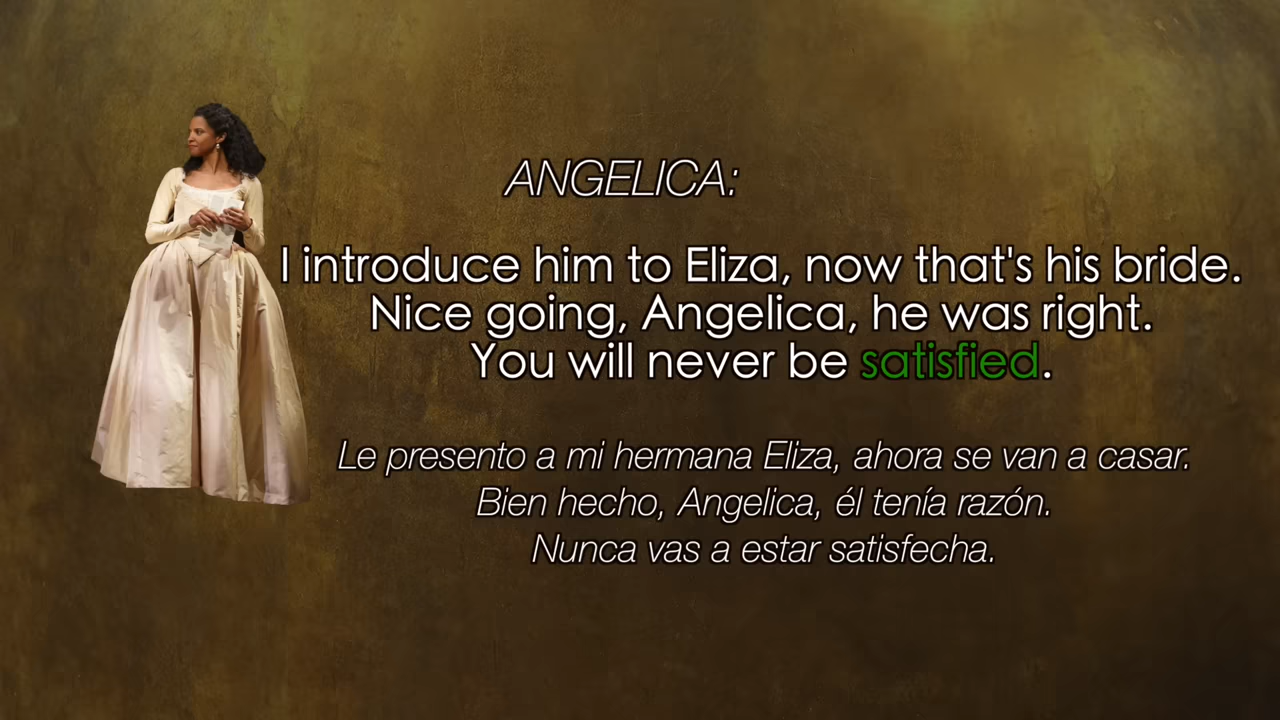 ANGELICA:
I introduce him to Eliza, now that's his bride.
Nice going, Angelica, he was right.
You will never be satisfied.
Le presento a mi hermana Eliza, ahora se van a casar.
Bien hecho, Angelica, él tenía razón.
Nunca vas a estar satisfecha.